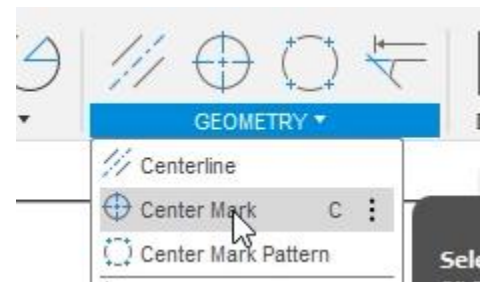 GEOMETRY
Centerline
Center Mark C
Center Mark Pattern
Sele